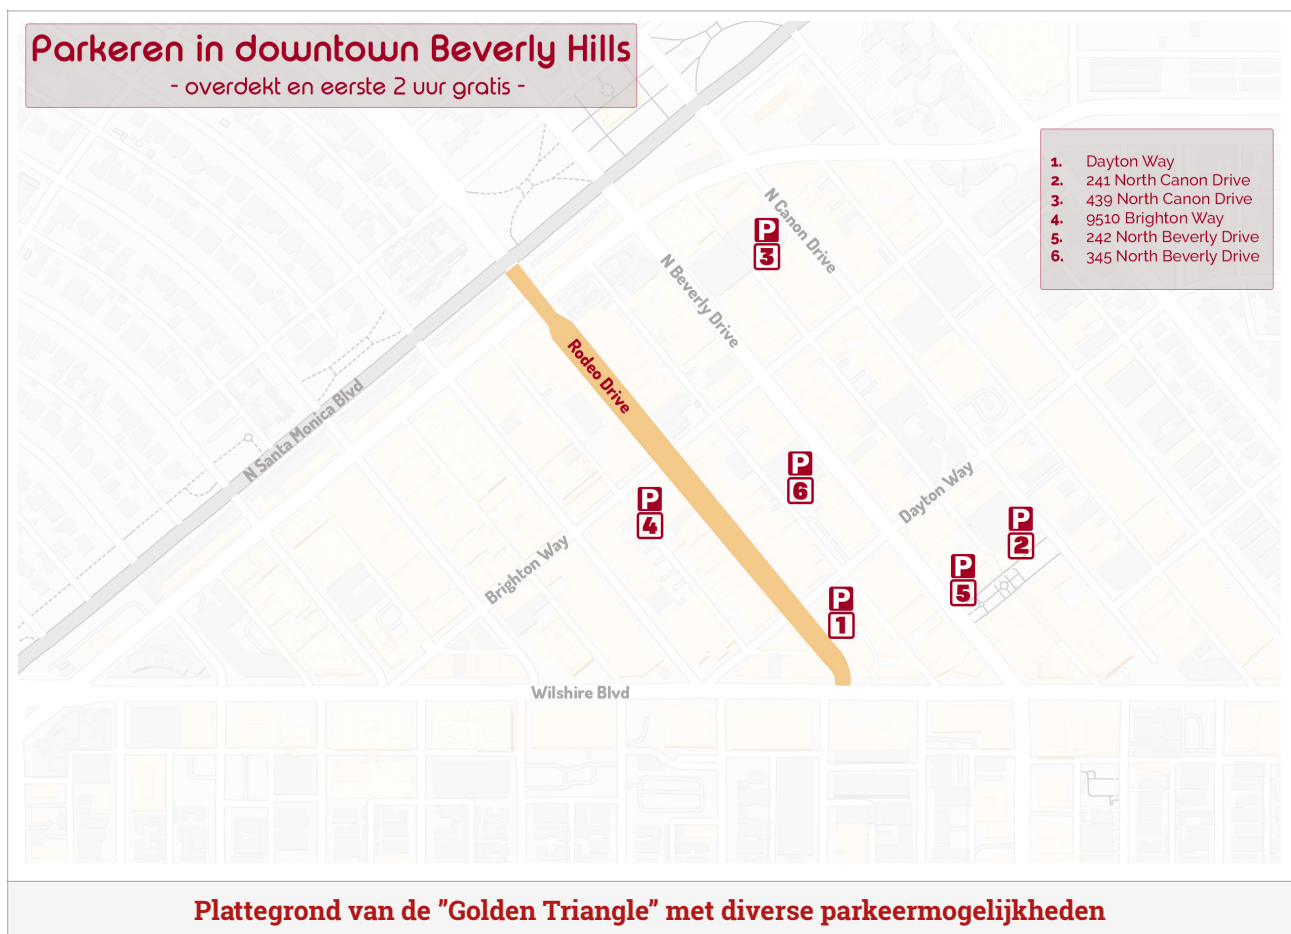 Parkeren in downtown Beverly Hills
- overdekt en eerste 2 uur gratis -
1. Dayton Way
2. 241 North Canon Drive
3. 439 North Canon Drive
4. 9510 Brighton Way
5. 242 North Beverly Drive
6. 345 North Beverly Drive
N Canon Drive
P
3
N Beverly Drive
Rodeo Drive
N Santa Monica Blvd
P
6
P
4
Dayton Way
P
2
Brighton Way
P
5
P
1
Wilshire Blvd
Plattegrond van de ”Golden Triangle” met diverse parkeermogelijkheden